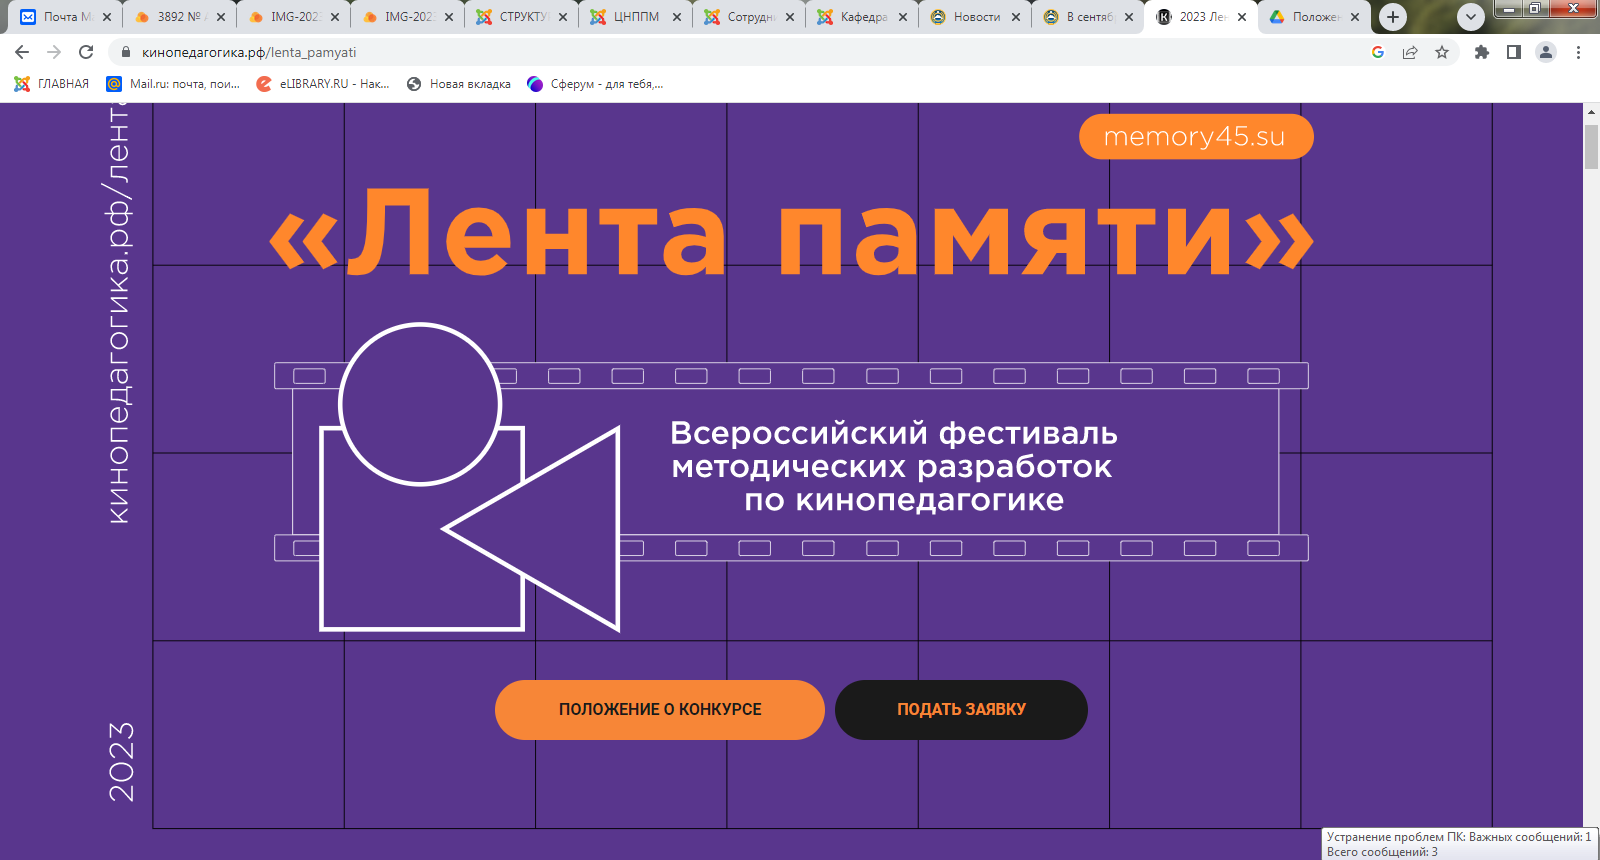 Почта М
3892 №
IMG-202
IMG-202
СТРУКТУ
ЦНППМ
Сотрудн
Кафедра
Новости
В сентяб
2023 Лен
Положен
кинопедагогика.рф/lenta_pamyati
ГЛАВНАЯ
Mail.ru: почта, пои...
eLIBRARY.RU - Нак...
Новая вкладка
Сферум - для тебя,...
memory45.su
кинопедагогика.рф/лент
«Лента памяти»
Всероссийский фестиваль
методических разработок
по кинопедагогике
ПОЛОЖЕНИЕ О КОНКУРСЕ
ПОДАТЬ ЗАЯВКУ
2023
Устранение проблем ПК: Важных сообщений: 1
Всего сообщений: 3